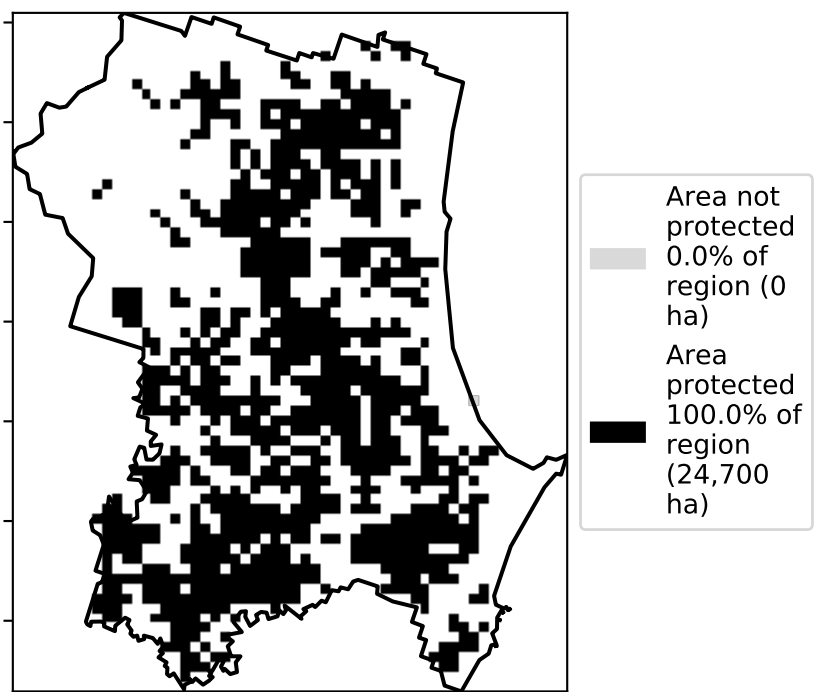 Area not
protected
0.0% of
region (0
ha)
Area
protected
100.0% of
region
(24,700
ha)